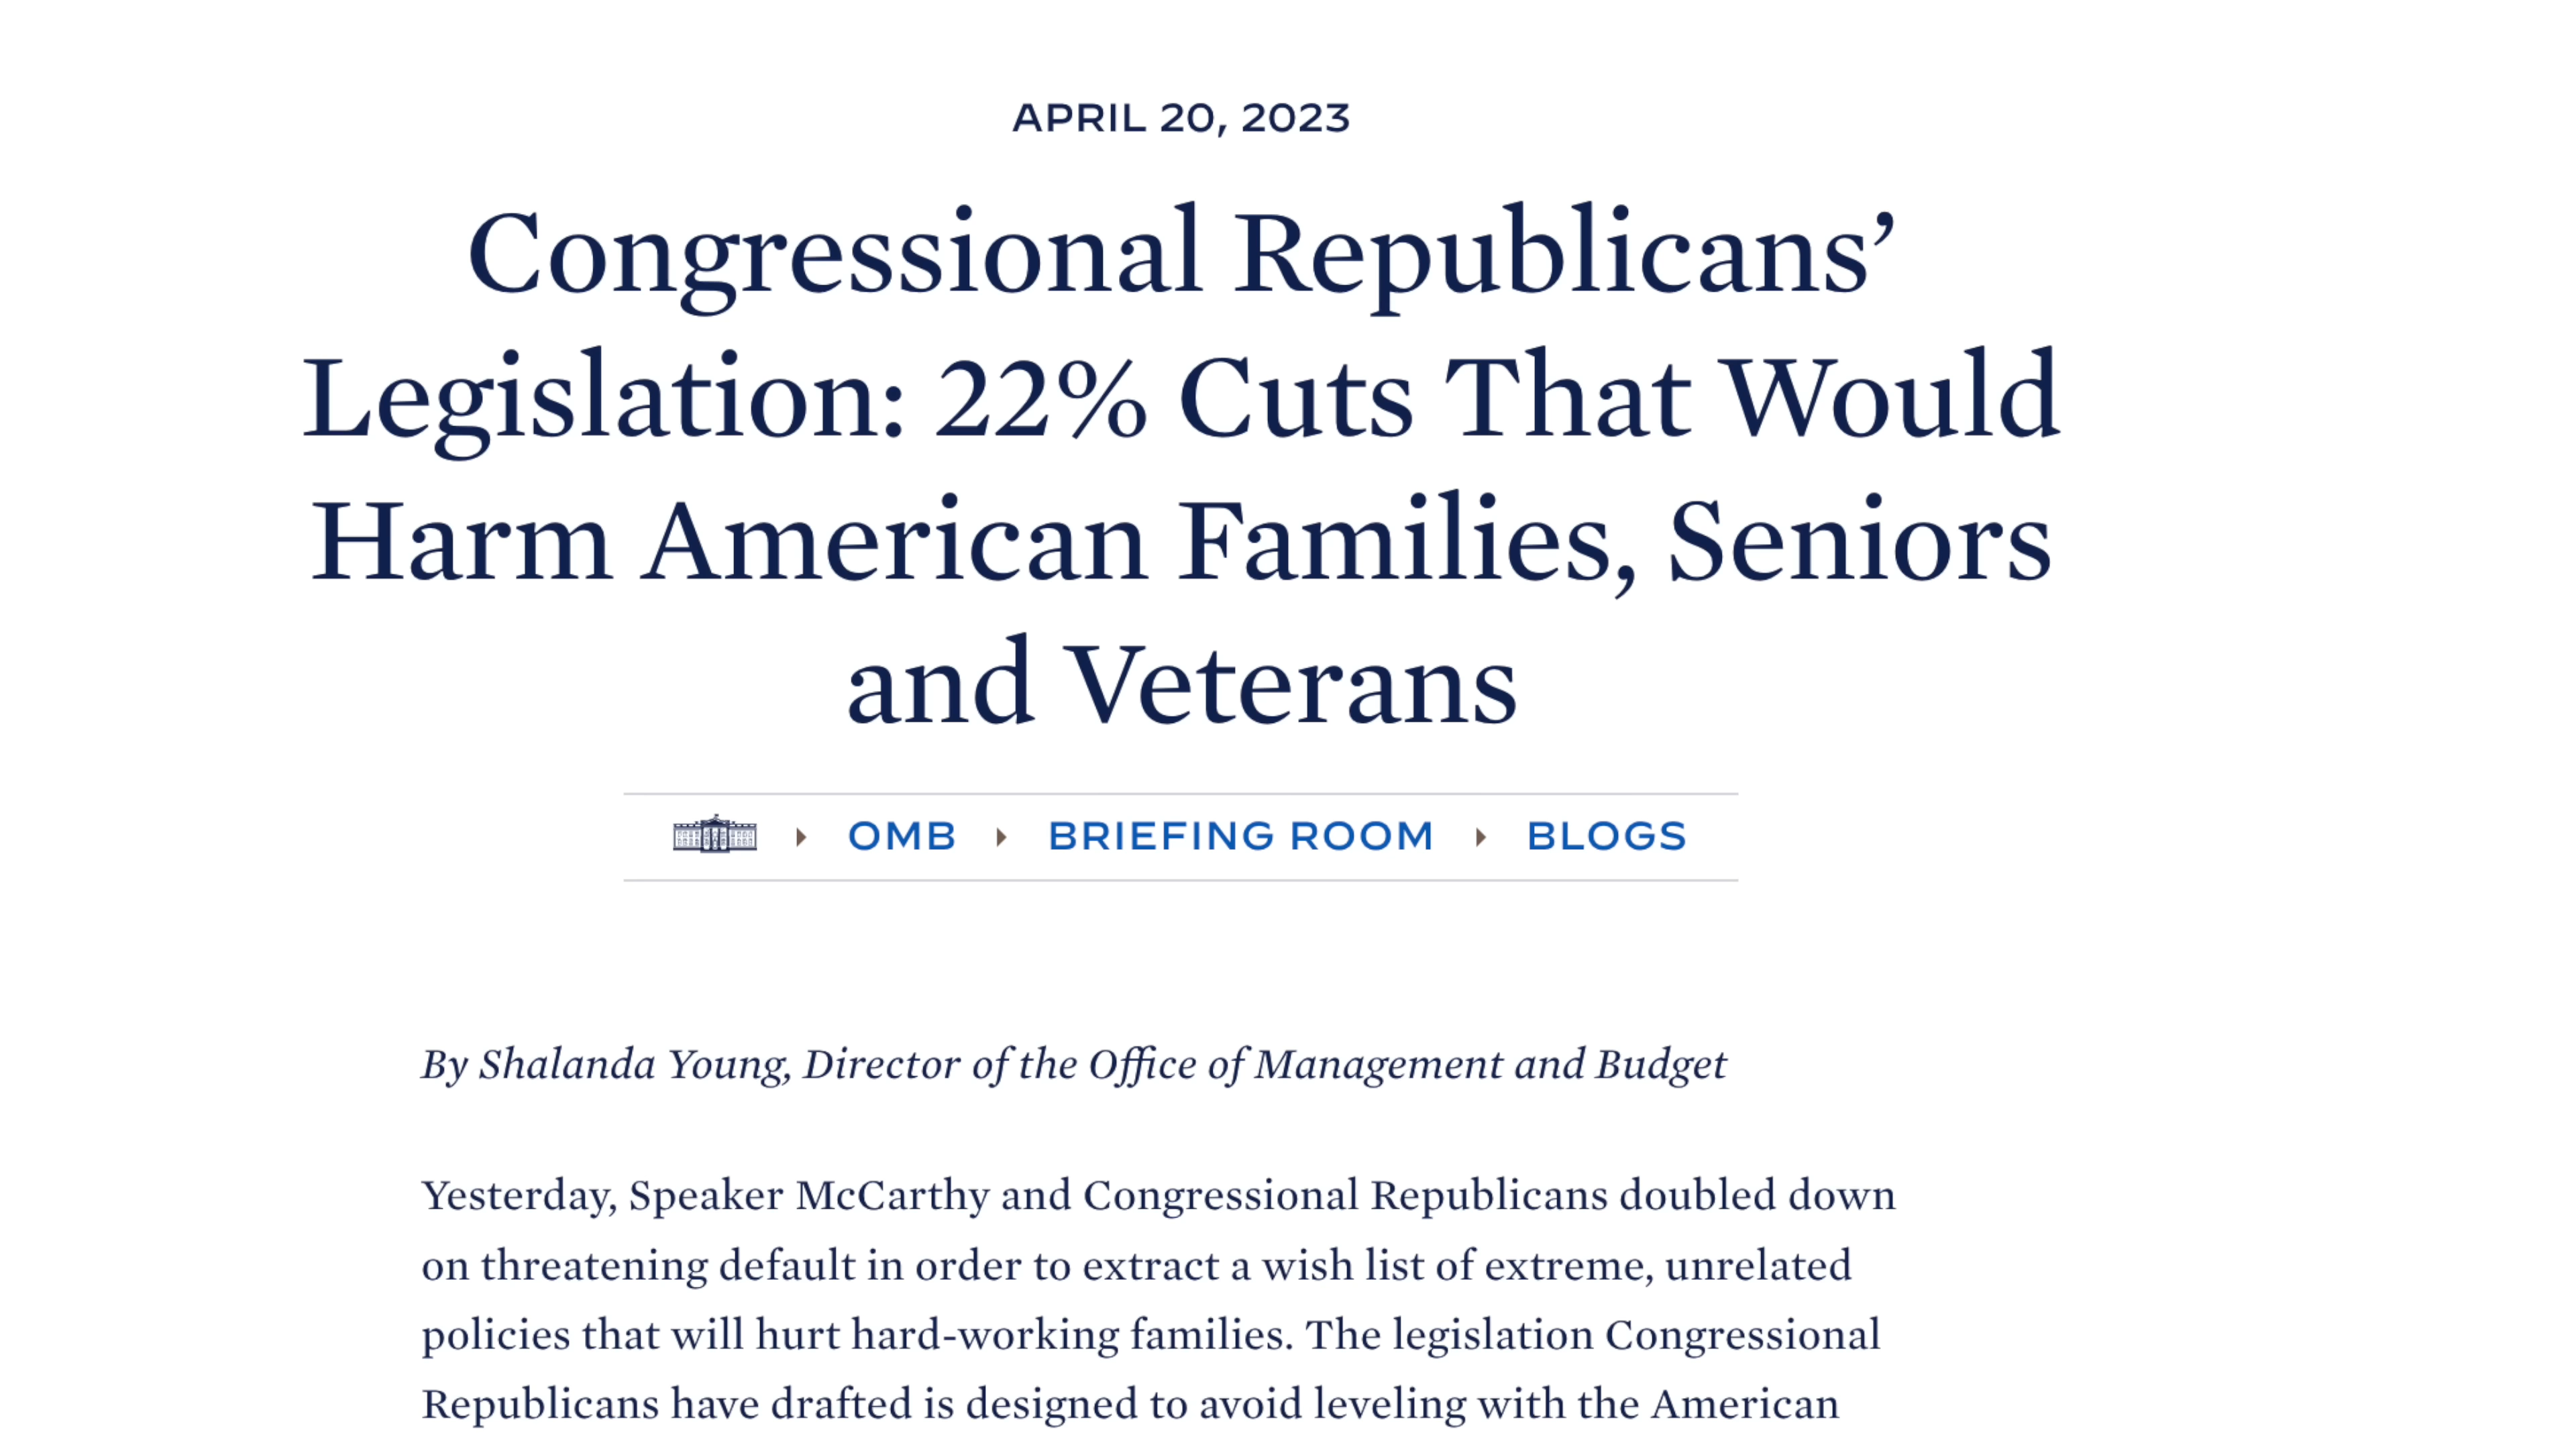 APRIL 20, 2023
Congressional Republicans’
Legislation: 22% Cuts That Would
Harm American Families, Seniors
and Veterans
OMB BRIEFING ROOM BLOGS
By Shalanda Young, Director of the Office of Management and Budget
Yesterday, Speaker McCarthy and Congressional Republicans doubled down
on threatening default in order to extract a wish list of extreme, unrelated
policies that will hurt hard-working families. The legislation Congressional
Republicans have drafted is designed to avoid leveling with the American